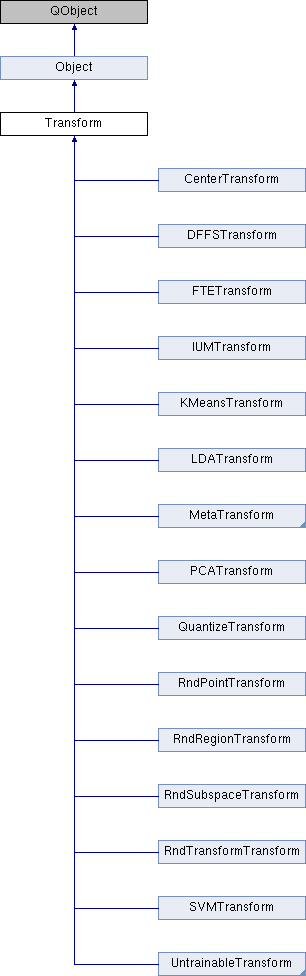 QObject
Object
Transform
CenterTransform
DFFSTransform
FTETransform
IUMTransform
KMeansTransform
LDATransform
MetaTransform
PCATransform
QuantizeTransform
RndPointTransform
RndRegionTransform
RndSubspaceTransform
RndTransformTransform
SVMTransform
UntrainableTransform